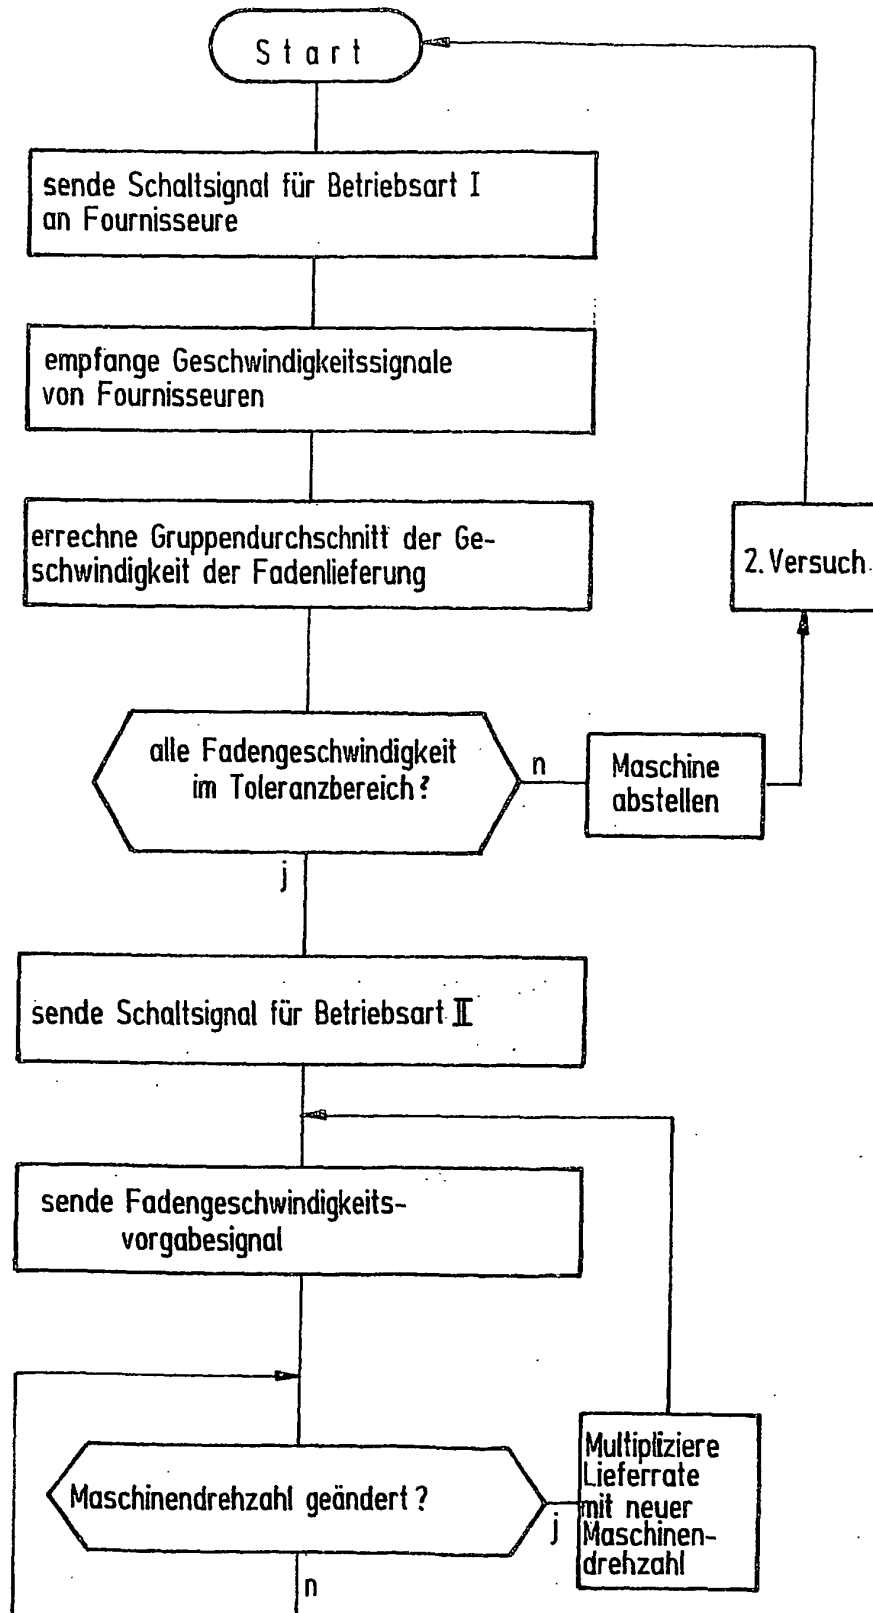 Start
sende Schaltsignal für Betriebsart I
an Fournisseure
empfange Geschwindigkeitssignale
von Fournisseuren
errechne Gruppendurchschnitt der Ge-
schwindigkeit der Fadenlieferung
2. Versuch
alle Fadengeschwindigkeit
im Toleranzbereich?
n
Maschine
abstellen
j
sende Schaltsignal für Betriebsart II
sende Fadengeschwindigkeits-
vorgabesignal
Maschinendrehzahl geändert?
j
Multipliziere
Lieferrate
mit neuer
Maschinen-
drehzahl
n